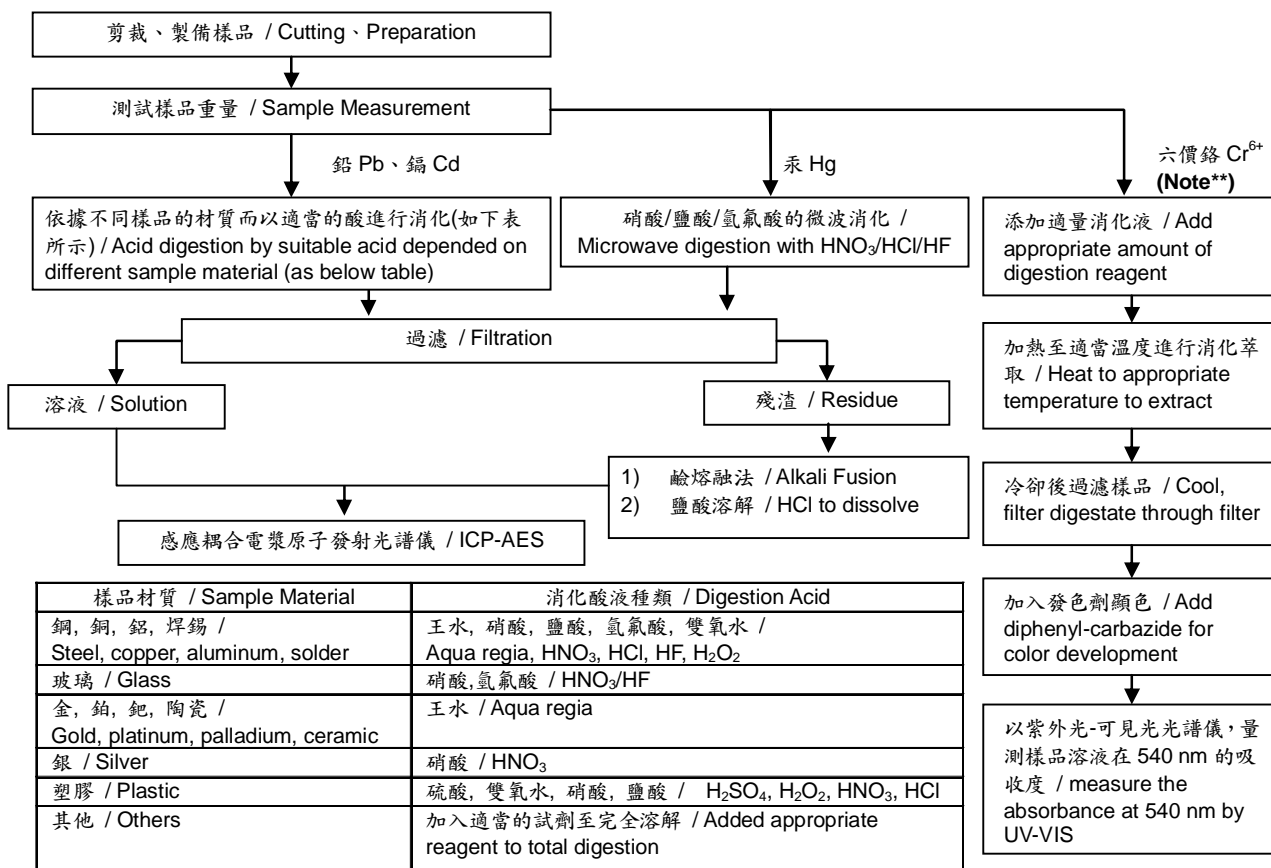 剪裁、製備樣品 / Cutting、Preparation
測試樣品重量 / Sample Measurement
鉛 Pb、鎘 Cd
汞 Hg
六價鉻 Cr⁶⁺
(Note**)
依據不同樣品的材質而以適當的酸進行消化(如下表
所示) / Acid digestion by suitable acid depended on
different sample material (as below table)
硝酸/鹽酸/氫氟酸的微波消化 /
Microwave digestion with HNO₃/HCl/HF
添加適量消化液 / Add
appropriate amount of
digestion reagent
過濾 / Filtration
加熱至適當溫度進行消化萃
取 / Heat to appropriate
temperature to extract
溶液 / Solution
殘渣 / Residue
1) 鹼熔融法 / Alkali Fusion
2) 鹽酸溶解 / HCl to dissolve
冷卻後過濾樣品 / Cool,
filter digestate through filter
感應耦合電漿原子發射光譜儀 / ICP-AES
加入發色劑顯色 / Add
diphenyl-carbazide for
color development
以紫外光-可見光光譜儀，量
測樣品溶液在 540 nm 的吸
收度 / measure the
absorbance at 540 nm by
UV-VIS
樣品材質 / Sample Material
消化酸液種類 / Digestion Acid
鋼, 銅, 鋁, 焊錫 /
Steel, copper, aluminum, solder
王水, 硝酸, 鹽酸, 氫氟酸, 雙氧水 /
Aqua regia, HNO₃, HCl, HF, H₂O₂
玻璃 / Glass
硝酸,氫氟酸 / HNO₃/HF
金, 鉑, 鈀, 陶瓷 /
Gold, platinum, palladium, ceramic
王水 / Aqua regia
銀 / Silver
硝酸 / HNO₃
塑膠 / Plastic
硫酸, 雙氧水, 硝酸, 鹽酸 / H₂SO₄, H₂O₂, HNO₃, HCl
其他 / Others
加入適當的試劑至完全溶解 / Added appropriate
reagent to total digestion